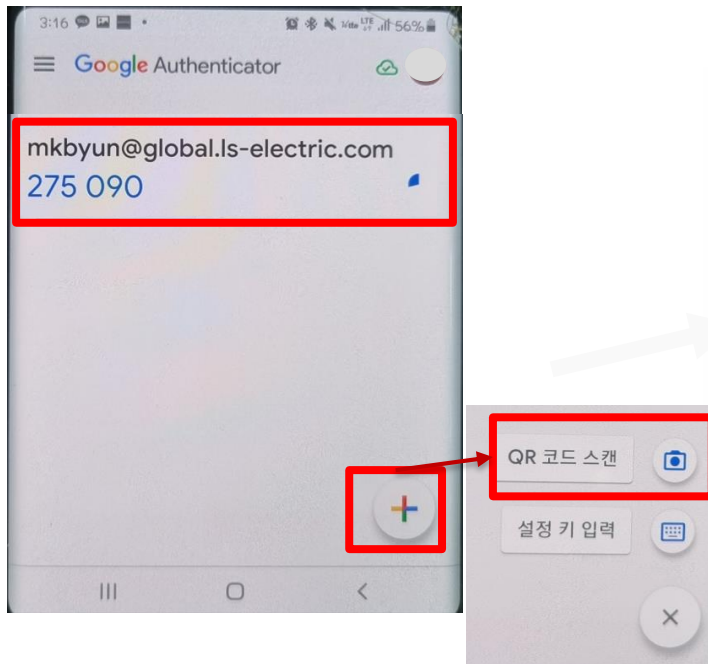 3:16
56%
Google Authenticator
mkbyun@global.ls-electric.com
275 090
QR 코드 스캔
설정 키 입력